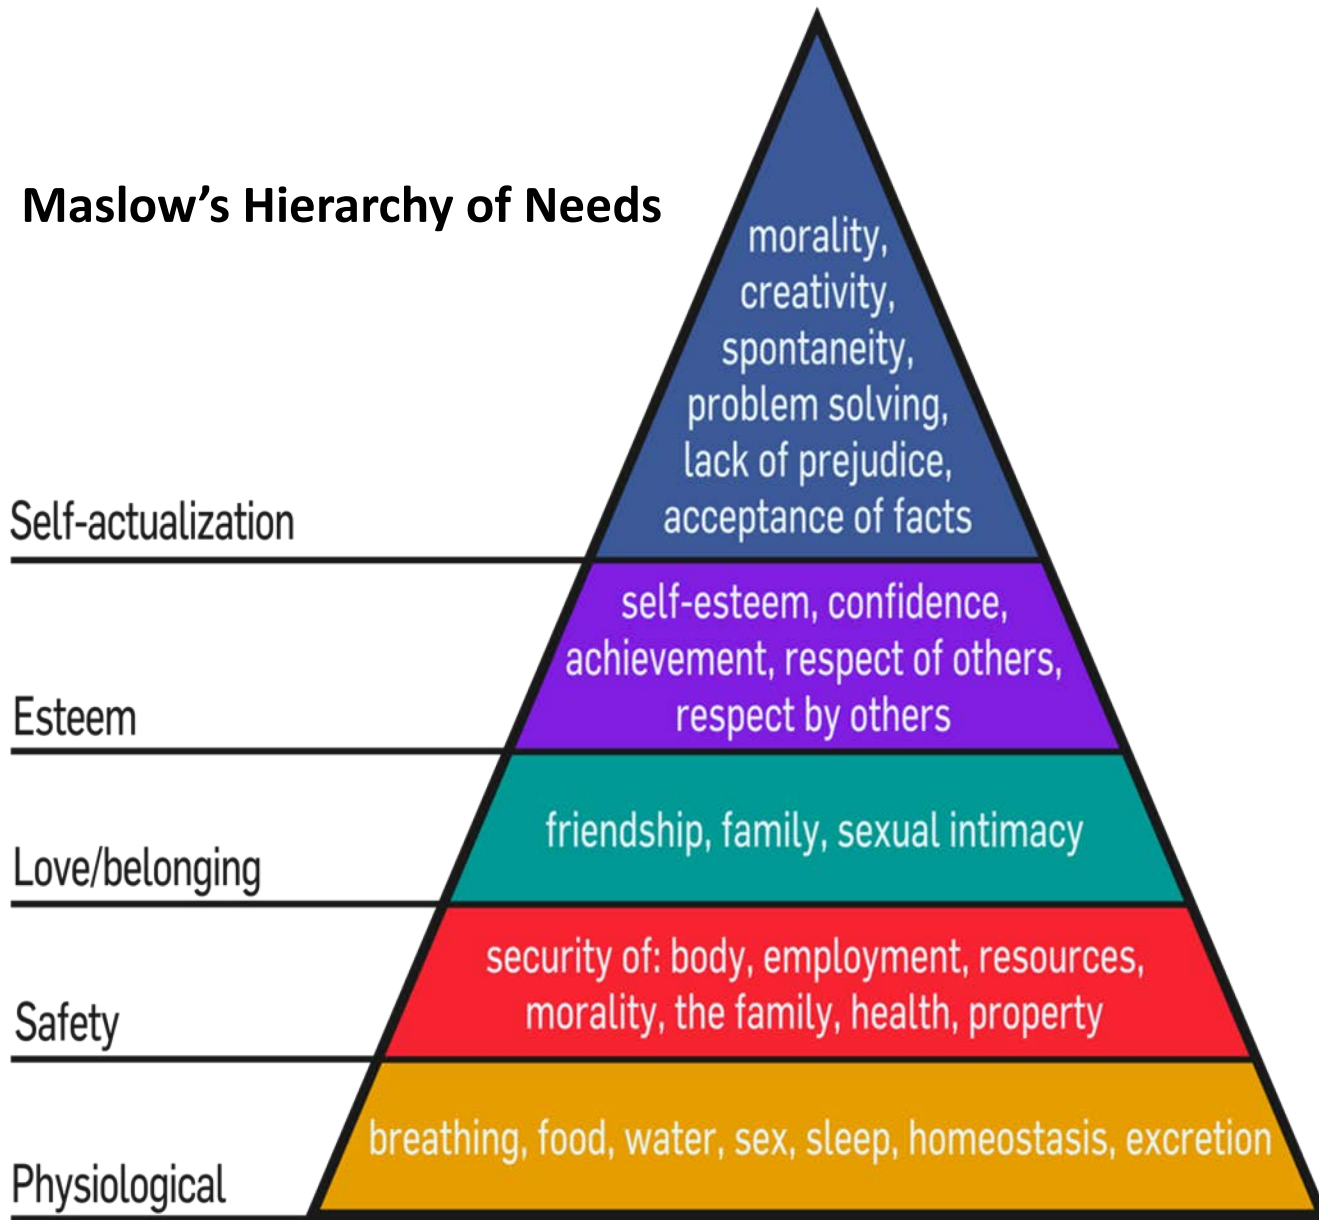 Maslow’s Hierarchy of Needs
morality,
creativity,
spontaneity,
problem solving,
lack of prejudice,
acceptance of facts
Self-actualization
self-esteem, confidence,
achievement, respect of others,
respect by others
Esteem
friendship, family, sexual intimacy
Love/belonging
security of: body, employment, resources,
morality, the family, health, property
Safety
breathing, food, water, sex, sleep, homeostasis, excretion
Physiological